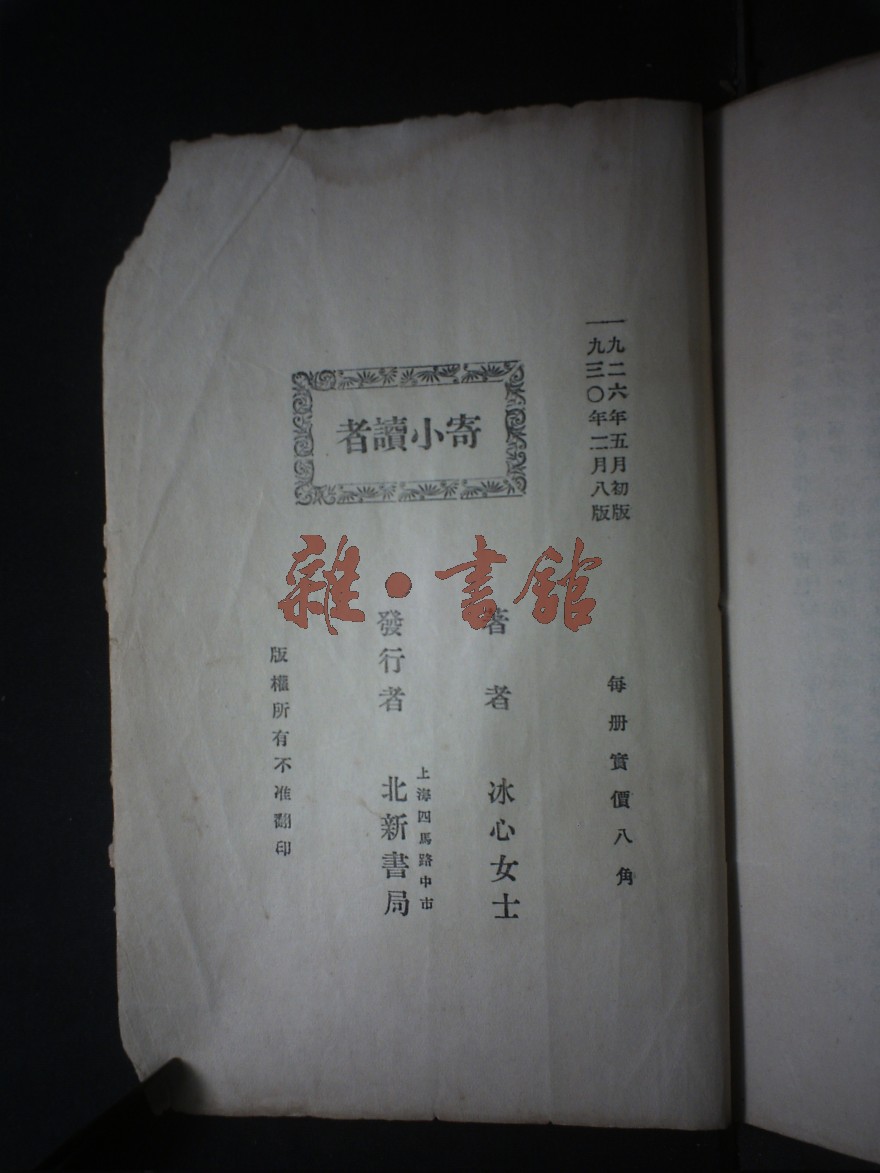 一九二六年五月初版
一九三〇年二月八版
每册實價八角
寄小讀者
著者 冰心女士
上海四馬路中市
發行者 北新書局
版權所有不准翻印
雜·書館